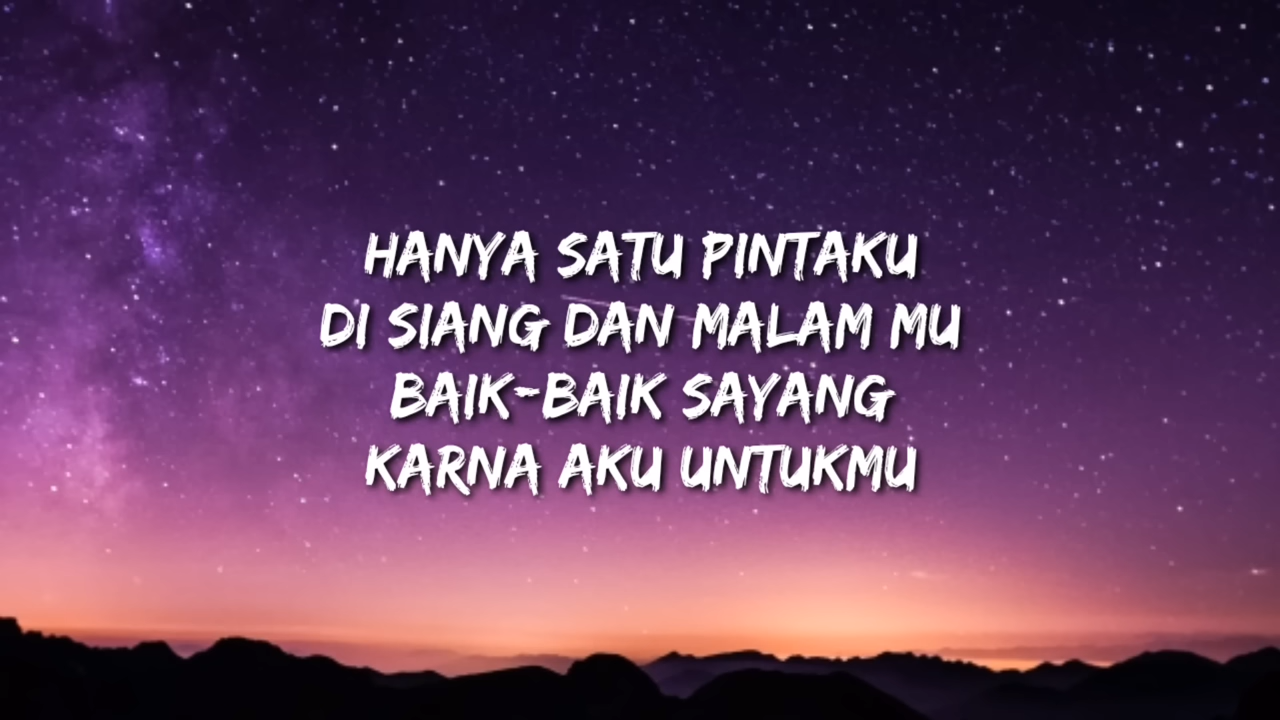 HANYA SATU PINTAKU
DI SIANG DAN MALAM MU
BAIK-BAIK SAYANG
KARNA AKU UNTUKMU